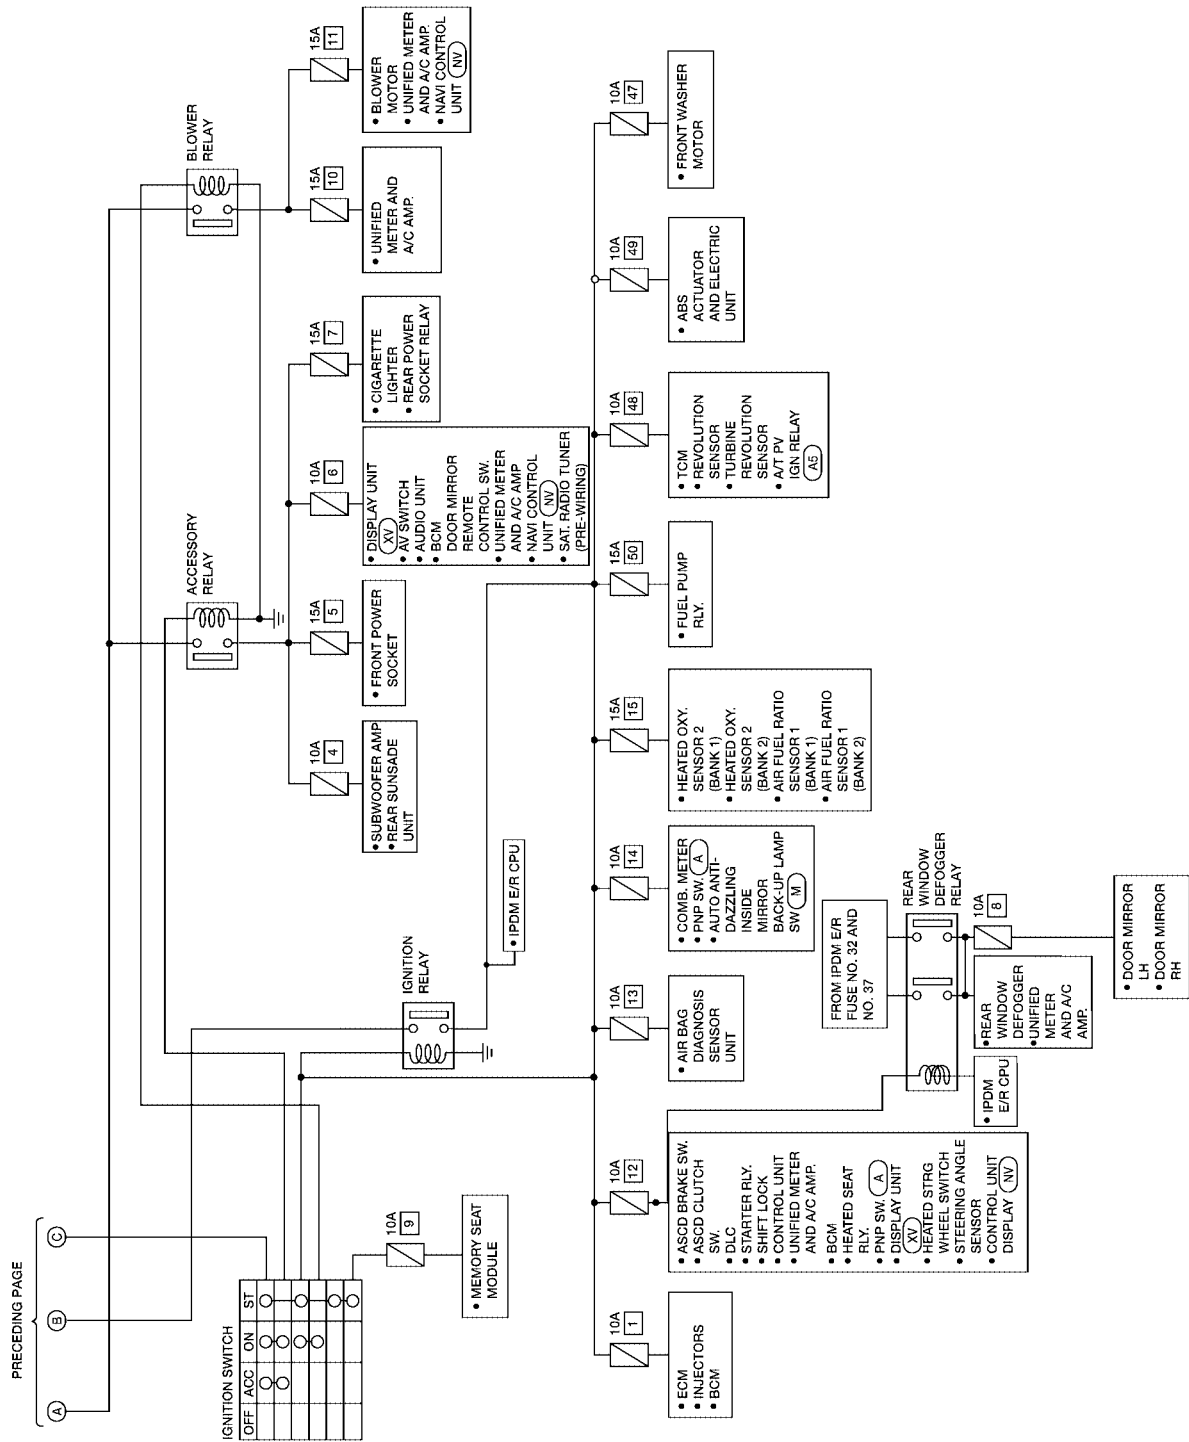 PRECEDING PAGE
A
B
C
IGNITION SWITCH
OFF
ACC
ON
ST
10A
9
• MEMORY SEAT
MODULE
IGNITION
RELAY
• IPDM E/R CPU
ACCESSORY
RELAY
BLOWER
RELAY
10A
4
• SUBWOOFER AMP
• REAR SUNSADE
UNIT
15A
5
• FRONT POWER
SOCKET
10A
6
• DISPLAY UNIT
XV
• AV SWITCH
• AUDIO UNIT
• BCM
DOOR MIRROR
REMOTE
CONTROL SW.
• UNIFIED METER
AND A/C AMP
• NAVI CONTROL
UNIT NV
• SAT. RADIO TUNER
(PRE-WIRING)
15A
7
• CIGARETTE
LIGHTER
• REAR POWER
SOCKET RELAY
15A
10
• UNIFIED
METER AND
A/C AMP.
15A
11
• BLOWER
MOTOR
• UNIFIED METER
AND A/C AMP.
• NAVI CONTROL
UNIT NV
10A
1
• ECM
• INJECTORS
• BCM
10A
12
• ASCD BRAKE SW.
• ASCD CLUTCH
SW.
• DLC
• STARTER RLY.
• SHIFT LOCK
• CONTROL UNIT
• UNIFIED METER
AND A/C AMP.
• BCM
• HEATED SEAT
RLY.
• PNP SW. A
• DISPLAY UNIT
XV
• HEATED STRG
WHEEL SWITCH
• STEERING ANGLE
SENSOR
• CONTROL UNIT
DISPLAY NV
10A
13
• AIR BAG
DIAGNOSIS
SENSOR
UNIT
10A
14
• COMB. METER
• PNP SW. A
• AUTO ANTI-
DAZZLING
INSIDE
MIRROR
BACK-UP LAMP
SW M
15A
15
• HEATED OXY.
SENSOR 2
(BANK 1)
• HEATED OXY.
SENSOR 2
(BANK 2)
• AIR FUEL RATIO
SENSOR 1
(BANK 1)
• AIR FUEL RATIO
SENSOR 1
(BANK 2)
15A
50
• FUEL PUMP
RLY.
10A
48
• TCM
• REVOLUTION
SENSOR
• TURBINE
REVOLUTION
SENSOR
• A/T PV
IGN RELAY
A5
10A
49
• ABS
ACTUATOR
AND ELECTRIC
UNIT
10A
47
• FRONT WASHER
MOTOR
FROM IPDM E/R
FUSE NO. 32 AND
NO. 37
REAR
WINDOW
DEFOGGER
RELAY
• IPDM
E/R CPU
• REAR
WINDOW
DEFOGGER
• UNIFIED
METER
AND A/C
AMP.
10A
8
• DOOR MIRROR
LH
• DOOR MIRROR
RH